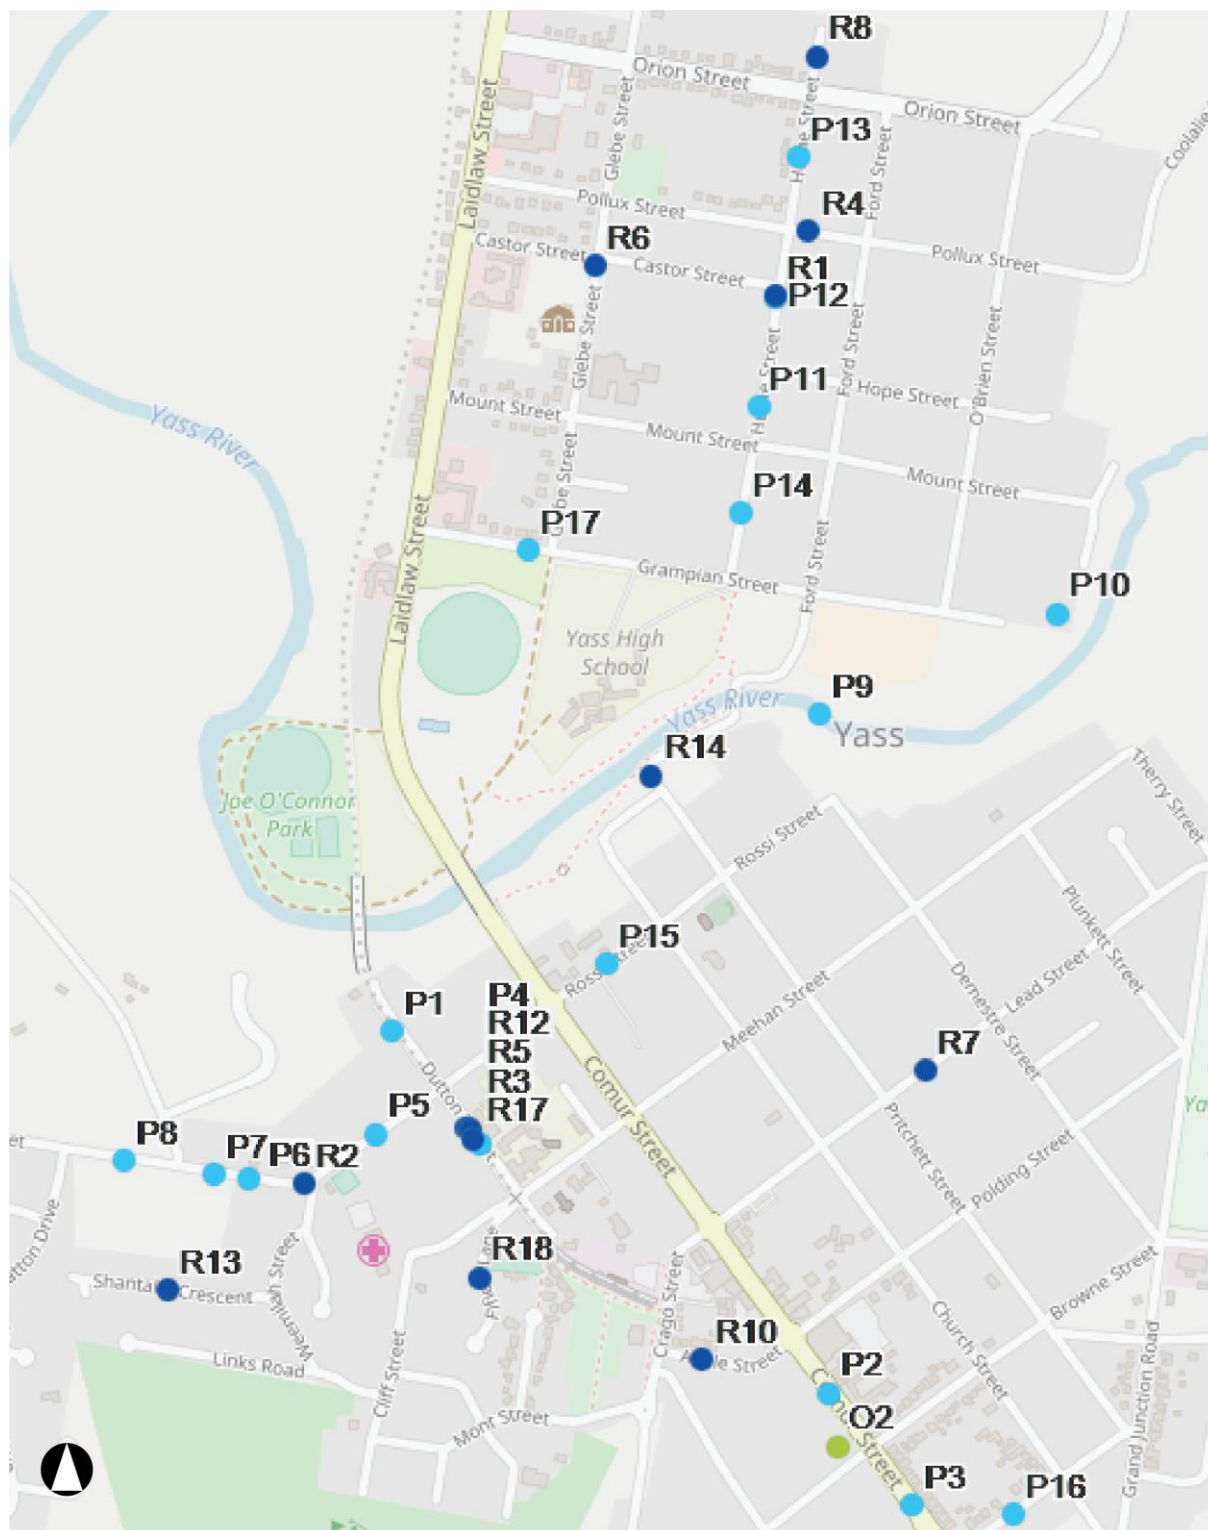 R8
Orion Street
Orion Street
Laidlaw Street
Glebe Street
P13
Ford Street
Coolalie
Pollux Street
R4
Pollux Street
Castor Street
R6
Castor Street
R1
P12
Glebe Street
Ford Street
O'Brien Street
Yass River
Mount Street
P11
Hope Street
Mount Street
Mount Street
P14
P17
Laidlaw Street
Grampian Street
Ford Street
P10
Yass High
School
Yass River
P9
Yass
R14
Joe O'Connor
Park
Rossi Street
Therry Street
P15
Plunkett Street
Demestre Street
Lead Street
Meehan Street
P1
P4
R12
R5
R3
R17
R7
P5
Comur Street
P8
P7
P6
R2
Pritchett Street
Polding Street
R13
Crescent
R18
Links Road
Cliff Street
Crago Street
Browne Street
Church Street
Grand Junction Road
R10
Street
P2
Mont Street
O2
Street
P3
P16